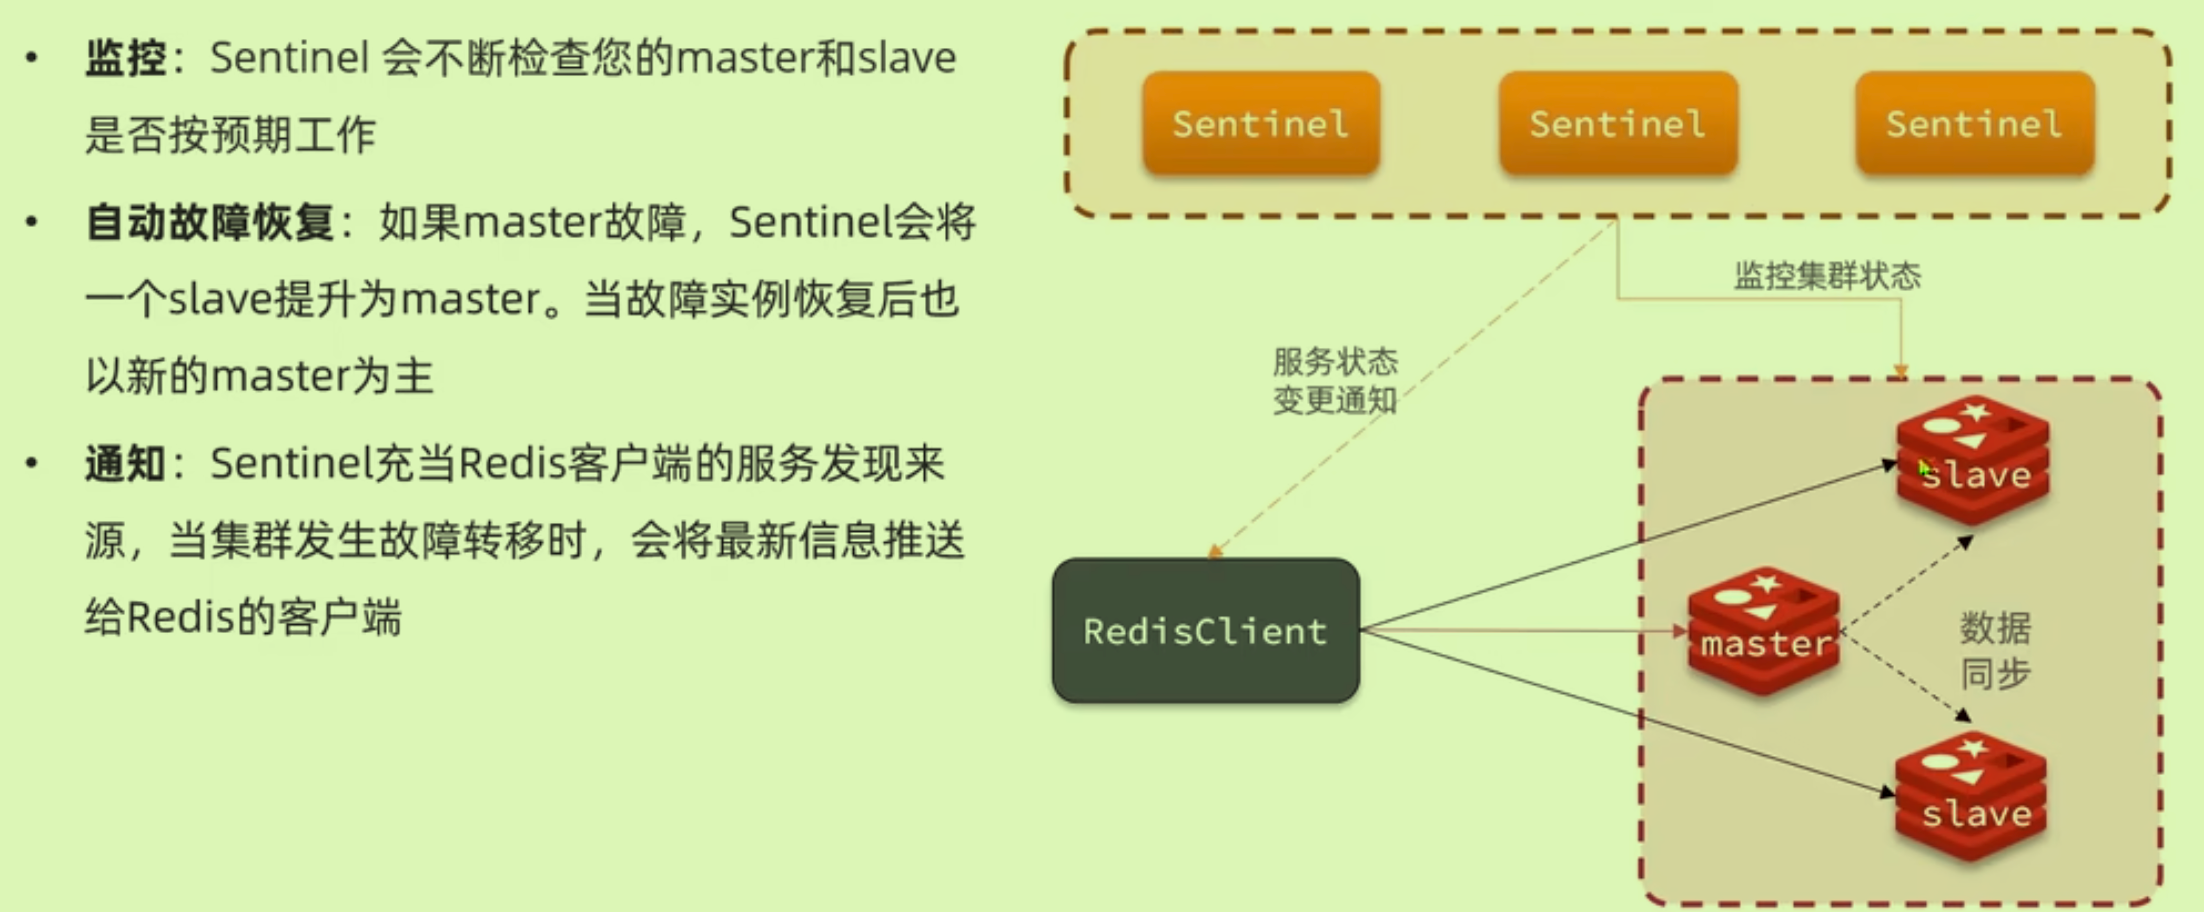 • 监控：Sentinel 会不断检查您的master和slave
是否按预期工作
• 自动故障恢复：如果master故障，Sentinel会将
一个slave提升为master。当故障实例恢复后也
以新的master为主
• 通知：Sentinel充当Redis客户端的服务发现来
源，当集群发生故障转移时，会将最新信息推送
给Redis的客户端
Sentinel
Sentinel
Sentinel
监控集群状态
服务状态
变更通知
RedisClient
slave
master
数据
同步
slave